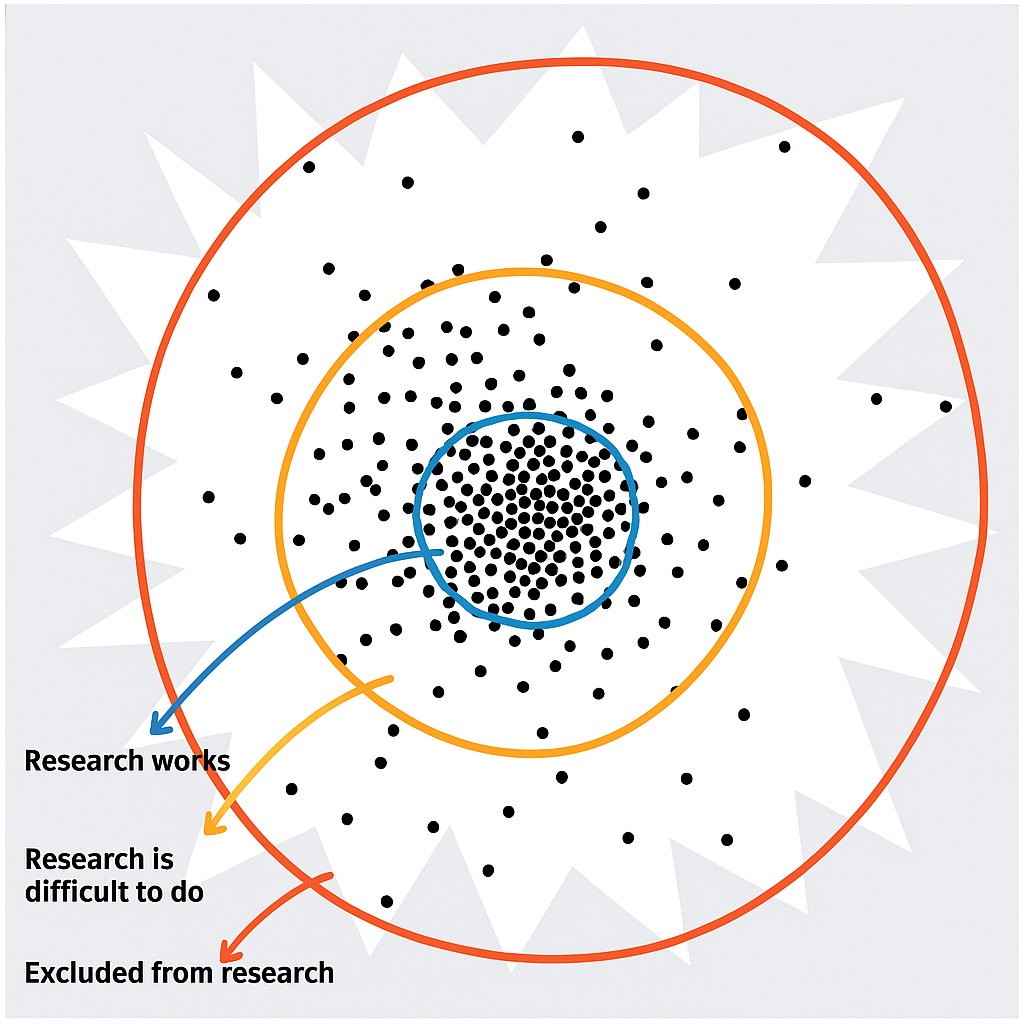 Research works
Research is
difficult to do
Excluded from research